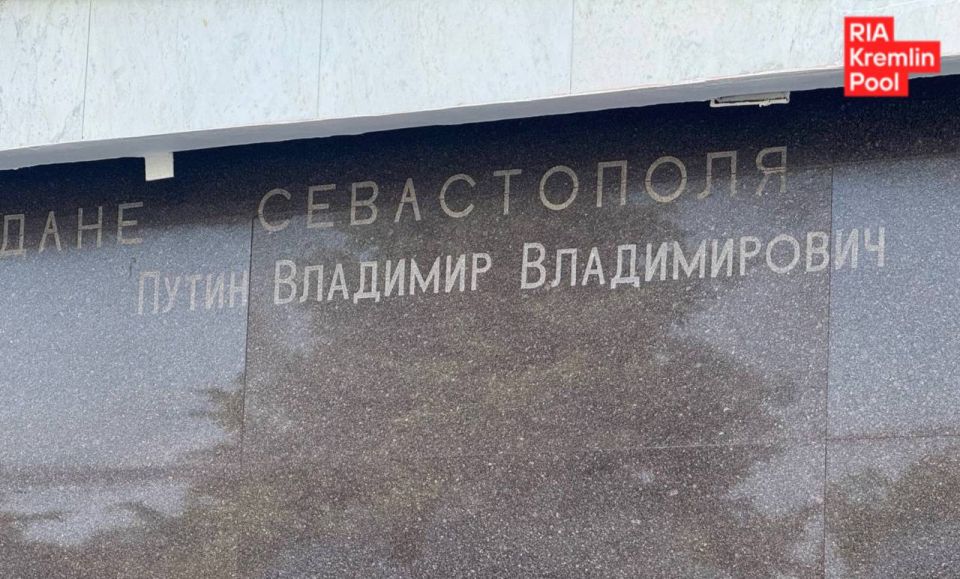 RIA
Kremlin
Pool
ДАНЕ СЕВАСТОПОЛЯ
ПУТИН ВЛАДИМИР ВЛАДИМИРОВИЧ